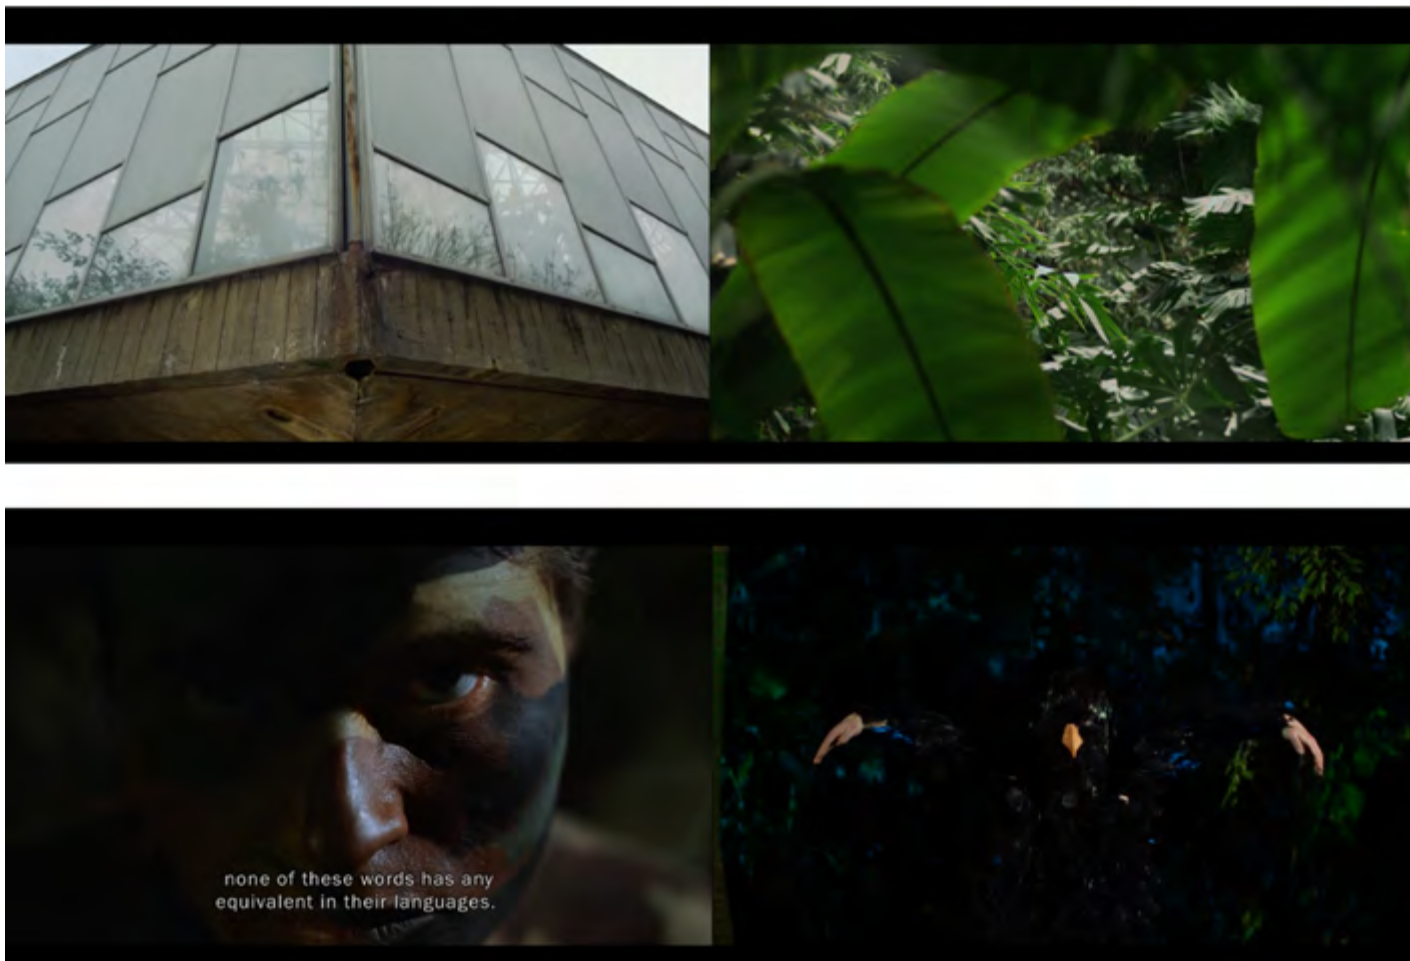 none of these words has any
equivalent in their languages.